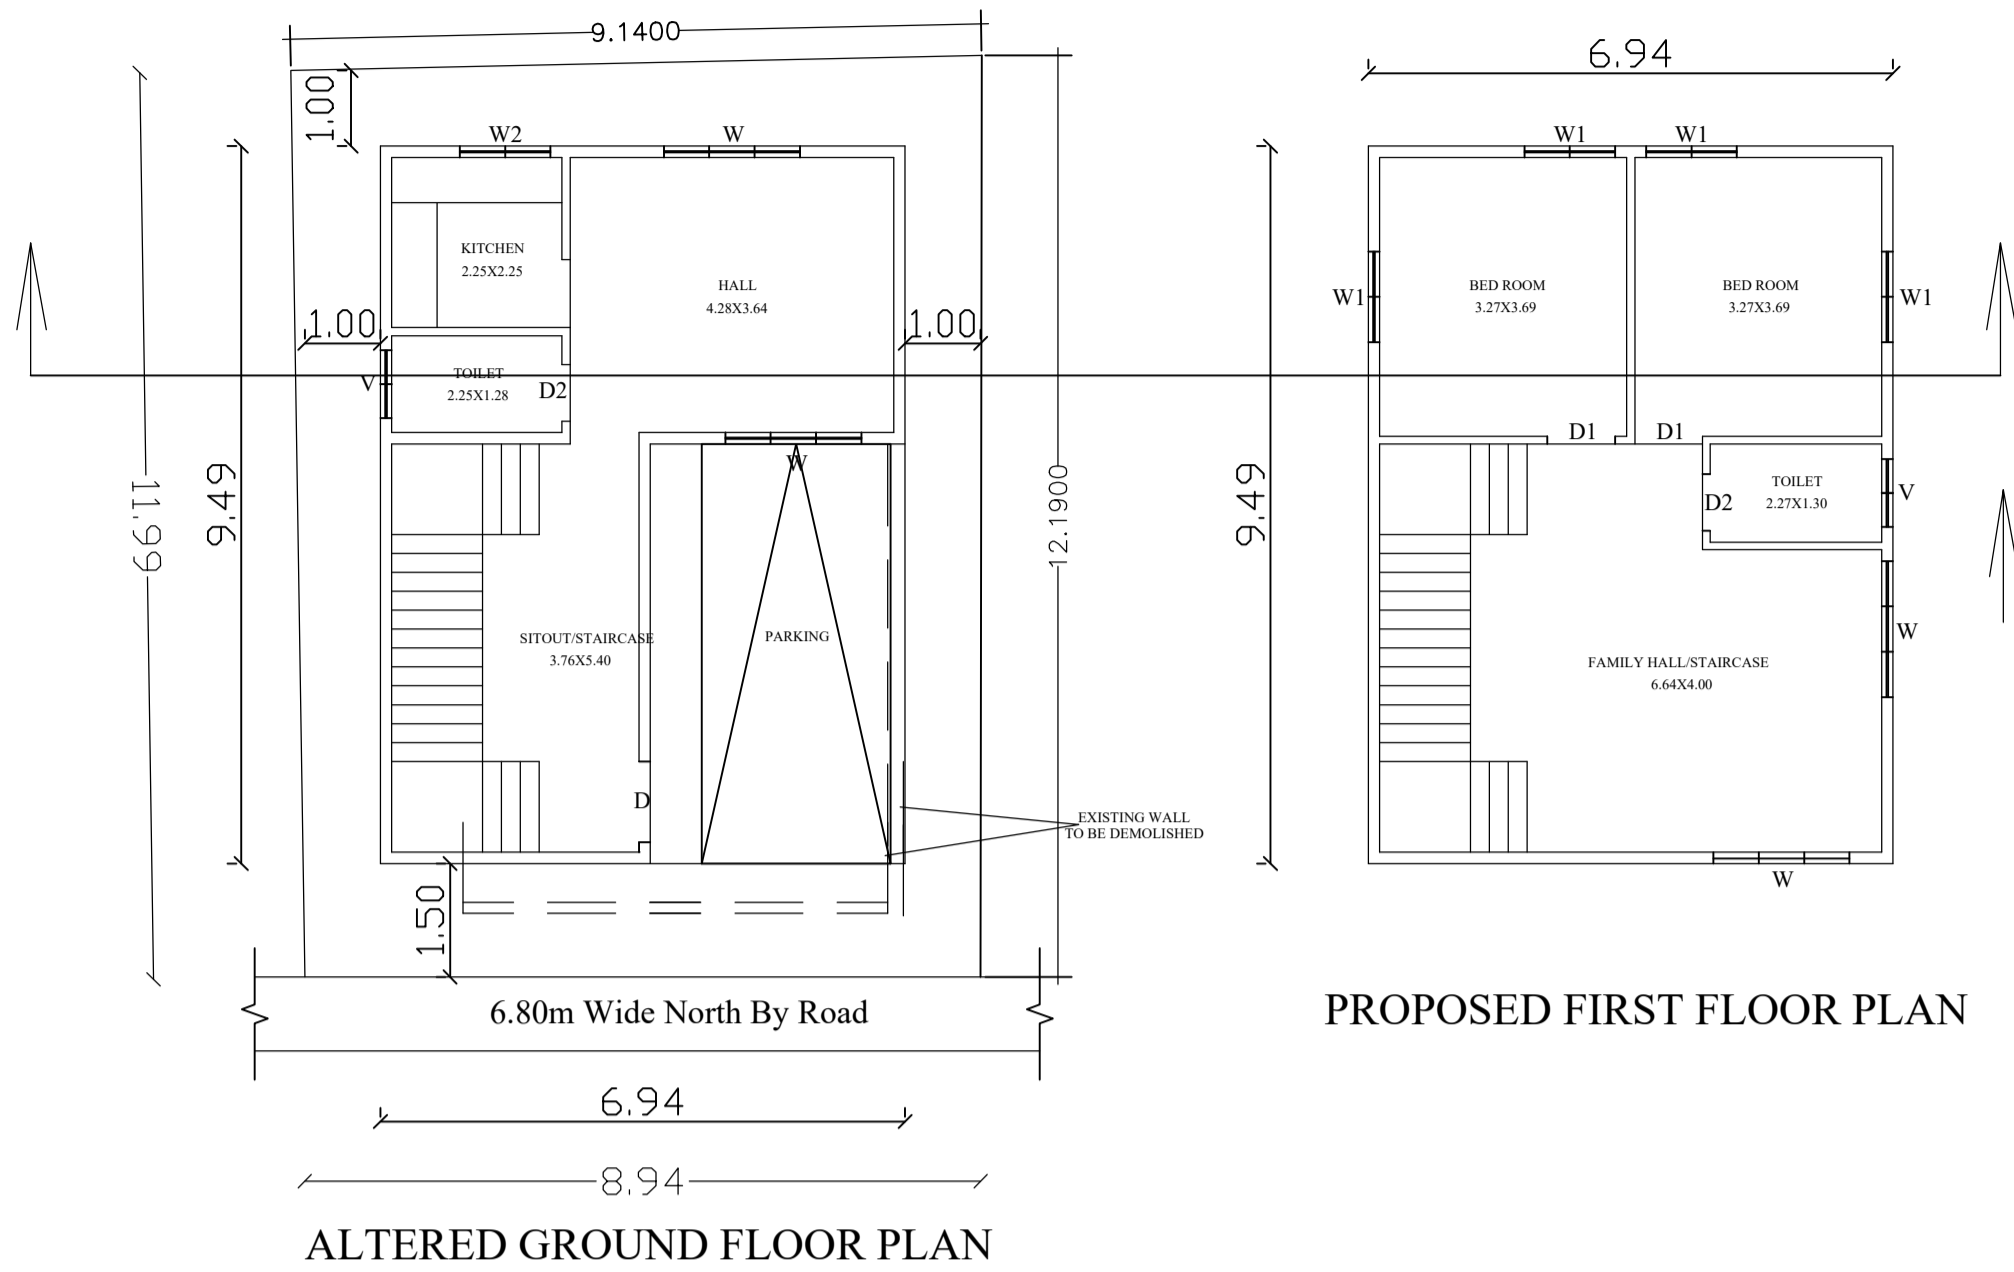 9.1400
1.00
W2
W
KITCHEN
2.25X2.25
HALL
4.28X3.64
1.00
1.00
V
TOILET
2.25X1.28
D2
11.99
9.49
12.1900
W
SITOUT/STAIRCASE
3.76X5.40
PARKING
D
EXISTING WALL
TO BE DEMOLISHED
1.50
6.80m Wide North By Road
6.94
8.94
ALTERED GROUND FLOOR PLAN
6.94
W1
W1
W1
BED ROOM
3.27X3.69
BED ROOM
3.27X3.69
W1
D1
D1
9.49
D2
TOILET
2.27X1.30
V
W
FAMILY HALL/STAIRCASE
6.64X4.00
W
PROPOSED FIRST FLOOR PLAN